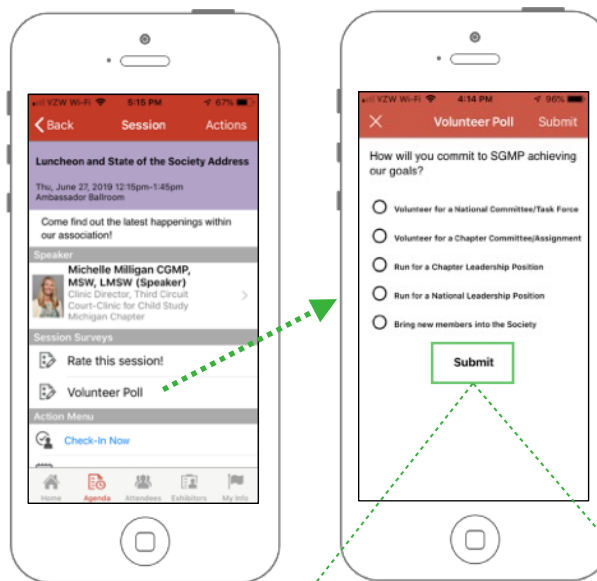 VZW Wi-Fi 5:15 PM 67%
Back Session Actions
Luncheon and State of the Society Address
Thu, June 27, 2019 12:15pm-1:45pm
Ambassador Ballroom
Come find out the latest happenings within
our association!
Speaker
Michelle Milligan CGMP,
MSW, LMSW (Speaker)
Clinic Director, Third Circuit
Court-Clinic for Child Study
Michigan Chapter
Session Surveys
Rate this session!
Volunteer Poll
Action Menu
Check-In Now
Home Agenda Attendees Exhibitors My Info
VZW Wi-Fi 4:14 PM 96%
Volunteer Poll Submit
How will you commit to SGMP achieving
our goals?
Volunteer for a National Committee/Task Force
Volunteer for a Chapter Committee/Assignment
Run for a Chapter Leadership Position
Run for a National Leadership Position
Bring new members into the Society
Submit